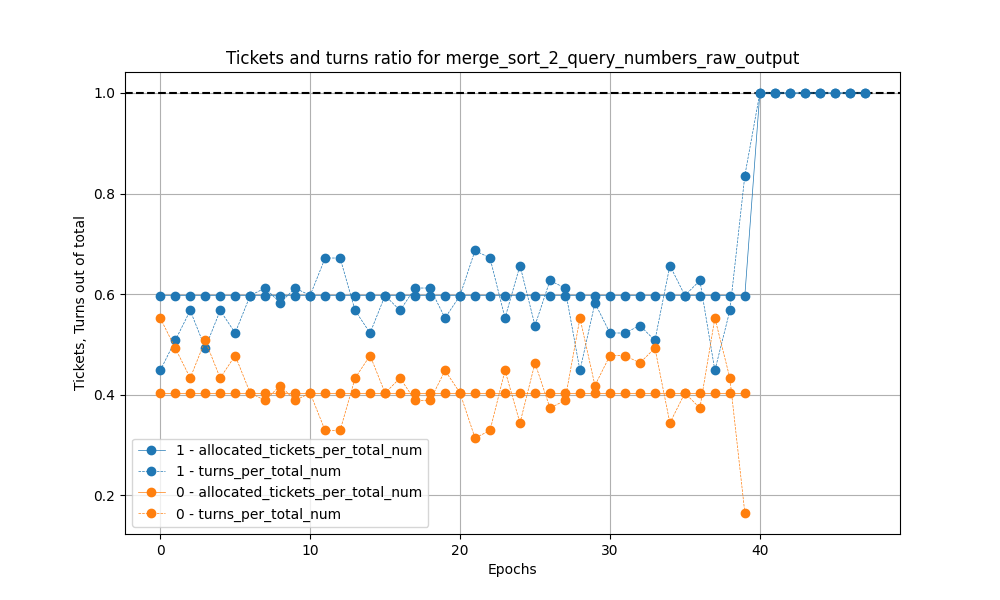 Tickets and turns ratio for merge_sort_2_query_numbers_raw_output
Tickets, Turns out of total
1.0
0.8
0.6
0.4
0.2
1 - allocated_tickets_per_total_num
1 - turns_per_total_num
0 - allocated_tickets_per_total_num
0 - turns_per_total_num
0 10 20 30 40
Epochs